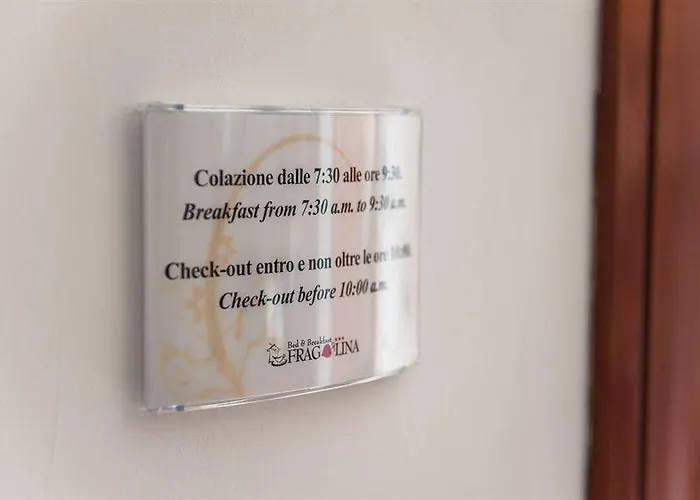 Colazione dalle 7:30 alle ore 9:30.
Breakfast from 7:30 a.m. to 9:30 a.m.
Check-out entro e non oltre le ore 10:00.
Check-out before 10:00 a.m.
Bed & Breakfast ***
FRAGOLINA